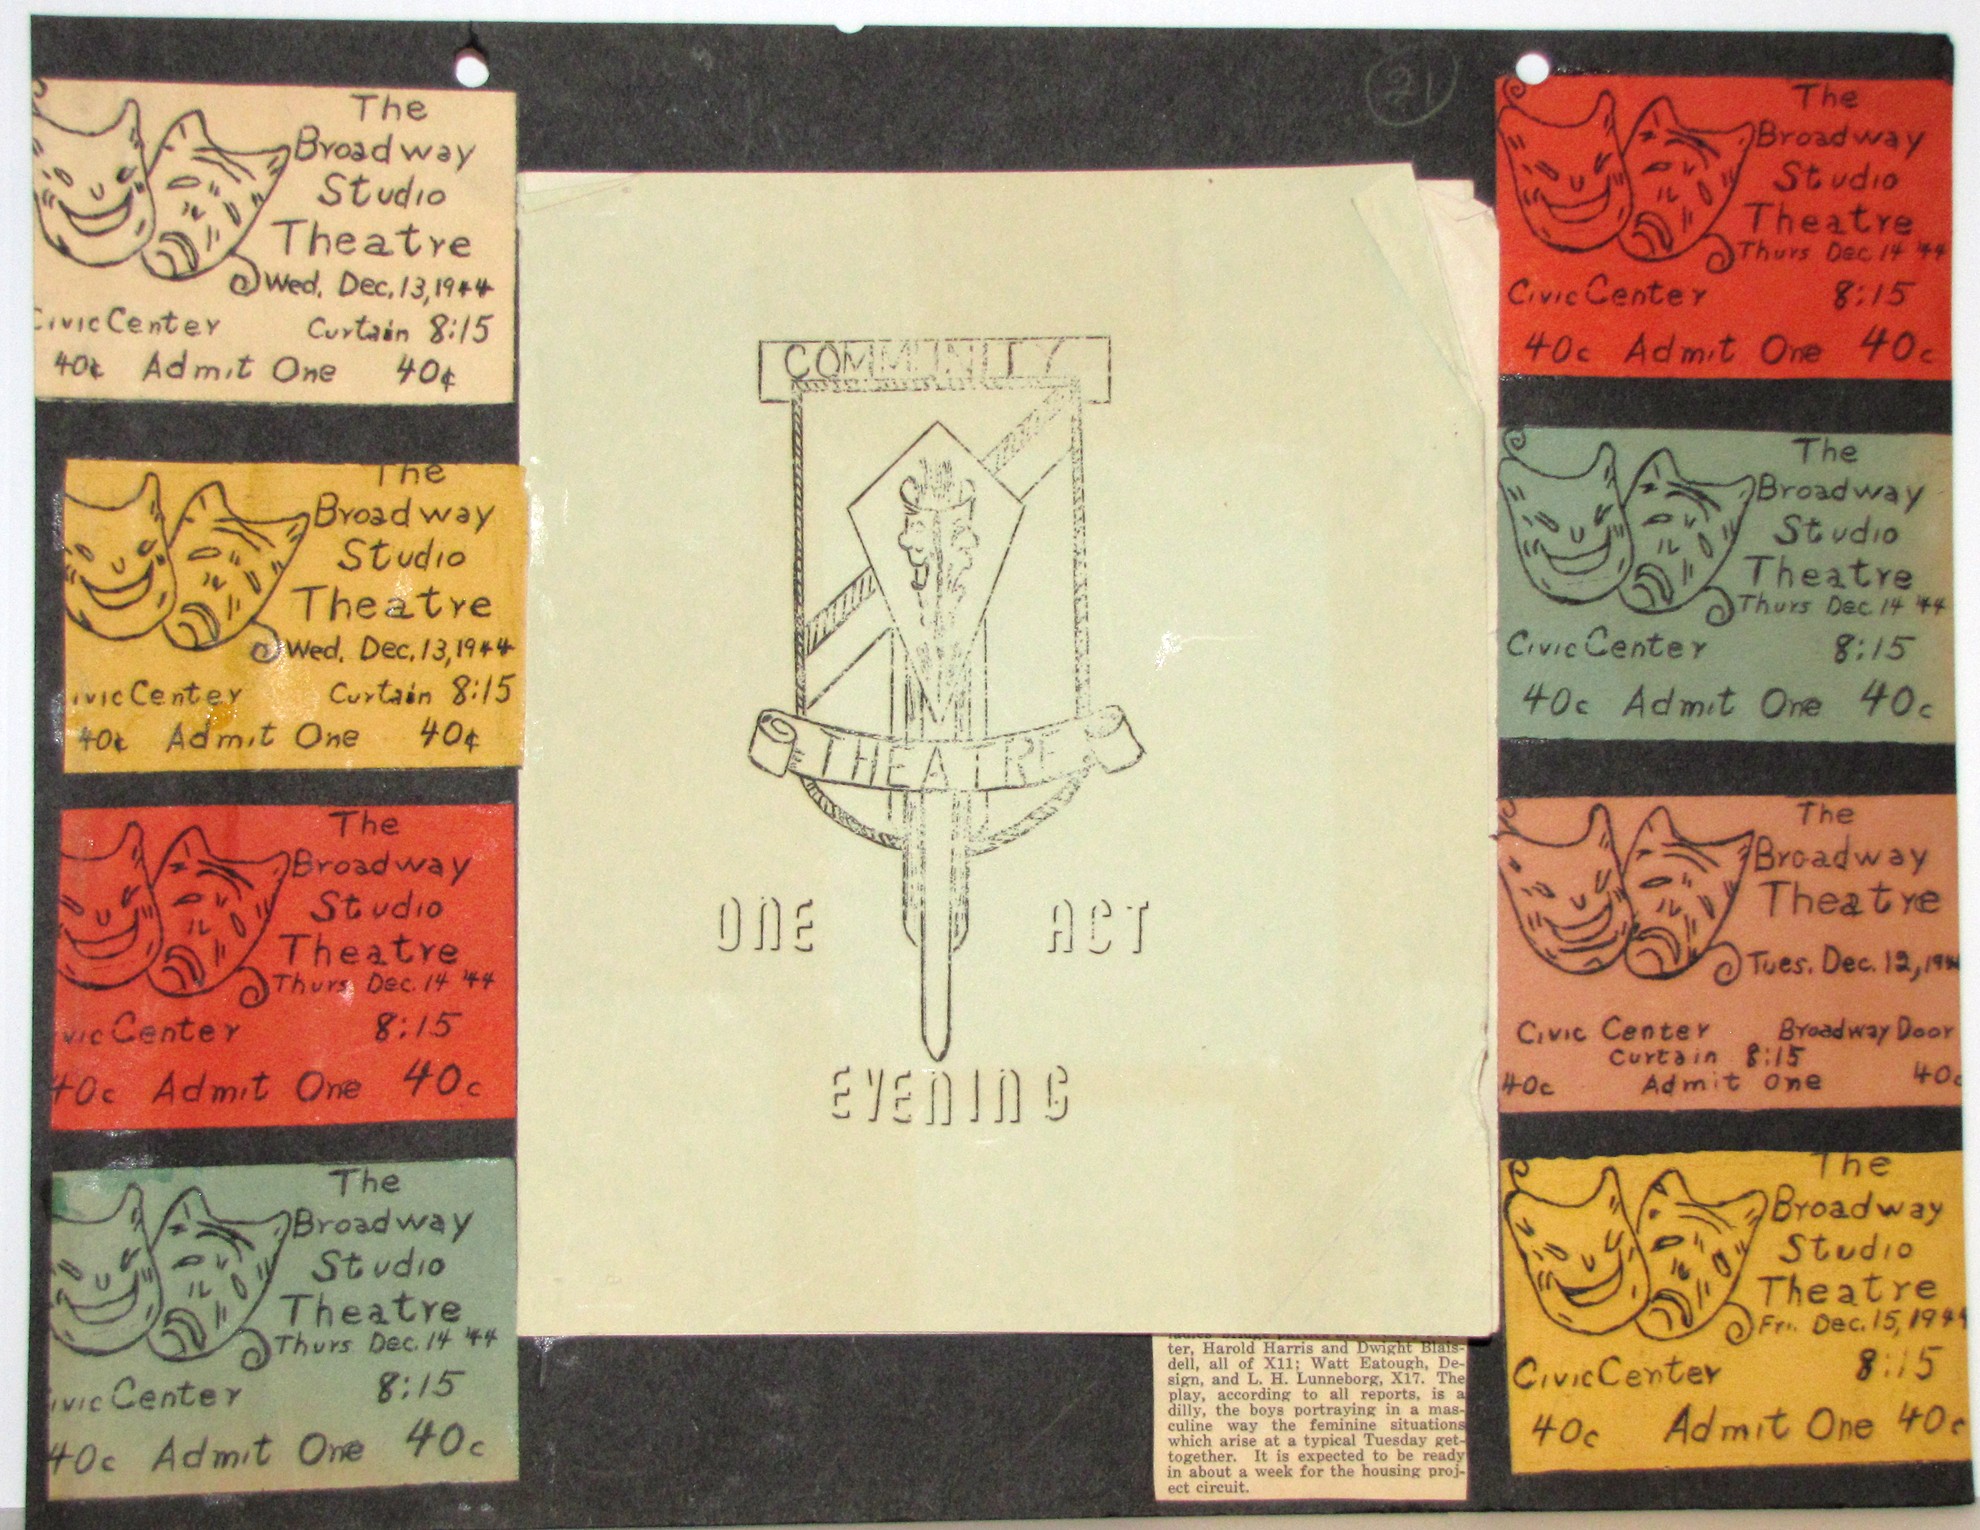 21
The
Broadway
Studio
Theatre
Wed. Dec. 13, 1944
Civic Center Curtain 8:15
40¢ Admit One 40¢
The
Broadway
Studio
Theatre
Wed. Dec. 13, 1944
ivic Center Curtain 8:15
40¢ Admit One 40¢
The
Broadway
Studio
Theatre
Thurs Dec. 14 '44
vic Center 8:15
40c Admit One 40c
The
Broadway
Studio
Theatre
Thurs Dec. 14 '44
ivic Center 8:15
40c Admit One 40c
COMMUNITY
THEATRE
ONE ACT
EVENING
ter, Harold Harris and Dwight Blais-
dell, all of X11; Watt Eatough, De-
sign, and L. H. Lunneborg, X17. The
play, according to all reports, is a
dilly, the boys portraying in a mas-
culine way the feminine situations
which arise at a typical Tuesday get-
together. It is expected to be ready
in about a week for the housing proj-
ect circuit.
The
Broadway
Studio
Theatre
Thurs Dec. 14 '44
Civic Center 8:15
40c Admit One 40c
The
Broadway
Studio
Theatre
Thurs Dec. 14 '44
Civic Center 8:15
40c Admit One 40c
The
Broadway
Theatre
Tues. Dec. 12, 194
Civic Center Broadway Door
Curtain 8:15
40c Admit One 40c
The
Broadway
Studio
Theatre
Fri. Dec. 15, 1944
Civic Center 8:15
40c Admit One 40c